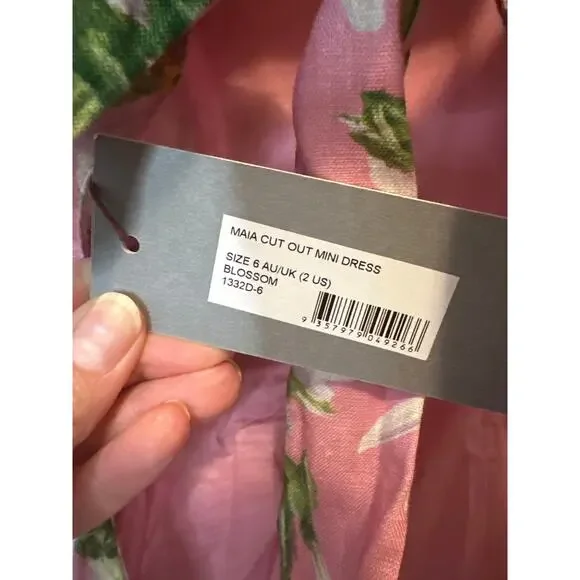 MAIA CUT OUT MINI DRESS
SIZE 6 AU/UK (2 US)
BLOSSOM
1332D-6
9 357979 049266